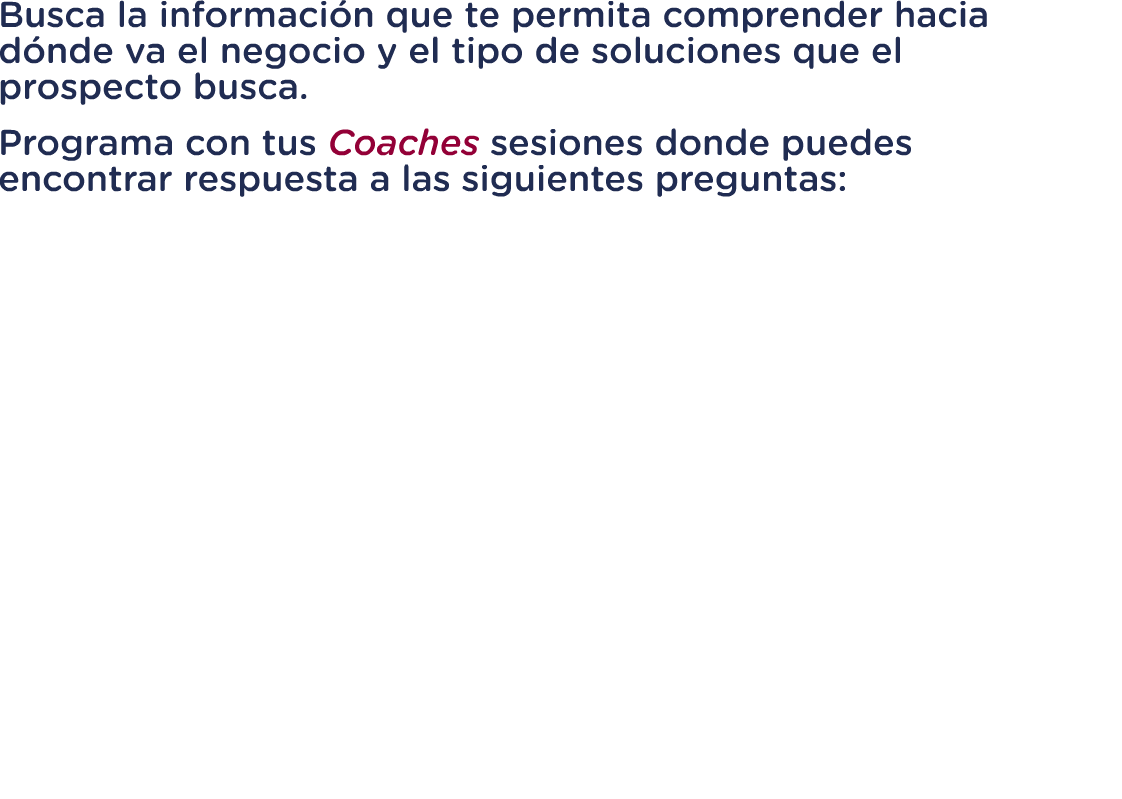 Busca la información que te permita comprender hacia
dónde va el negocio y el tipo de soluciones que el
prospecto busca.
Programa con tus Coaches sesiones donde puedes
encontrar respuesta a las siguientes preguntas: